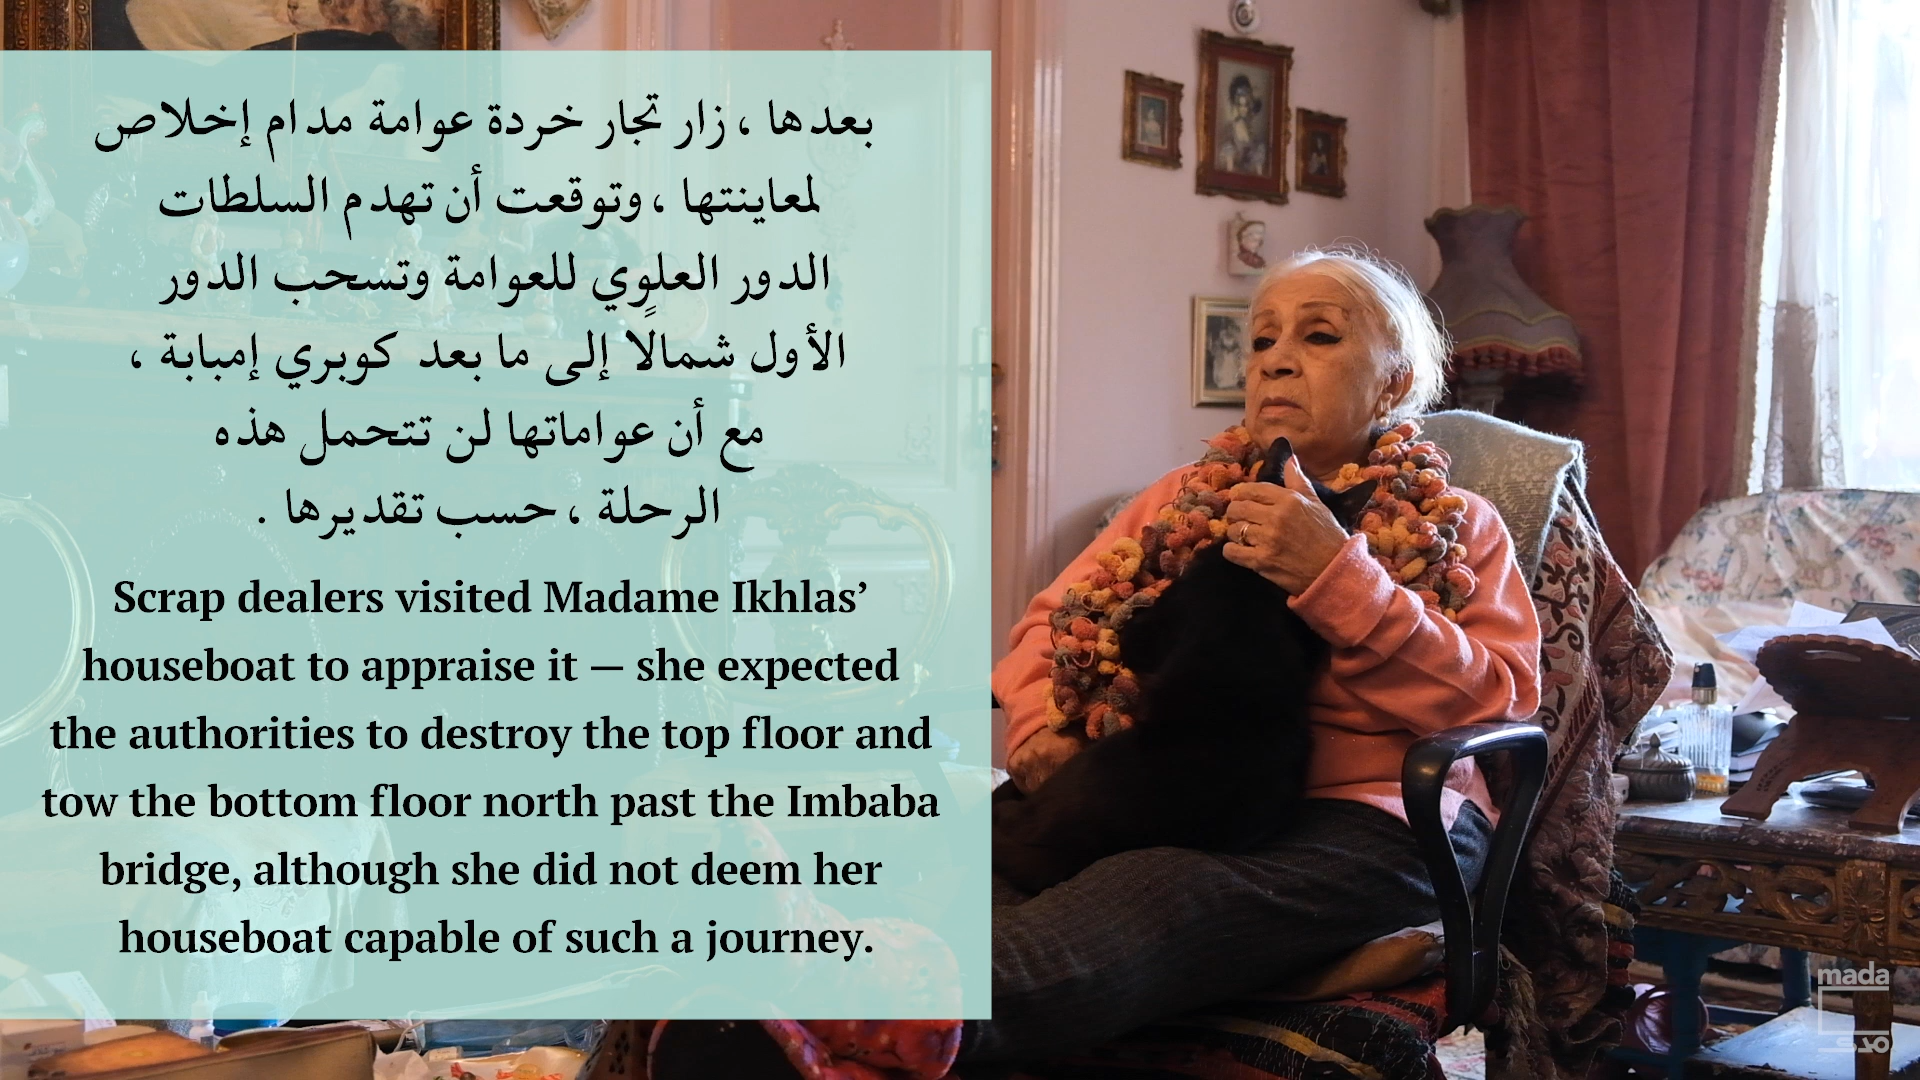 بعدها ، زار تجار خردة عوامة مدام إخلاص
لمعاينتها ، وتوقعت أن تهدم السلطات
الدور العلوي للعوامة وتسحب الدور
الأول شمالًا إلى ما بعد كوبري إمبابة ،
مع أن عواماتها لن تتحمل هذه
الرحلة ، حسب تقديرها .
Scrap dealers visited Madame Ikhlas’
houseboat to appraise it — she expected
the authorities to destroy the top floor and
tow the bottom floor north past the Imbaba
bridge, although she did not deem her
houseboat capable of such a journey.
mada
مدى